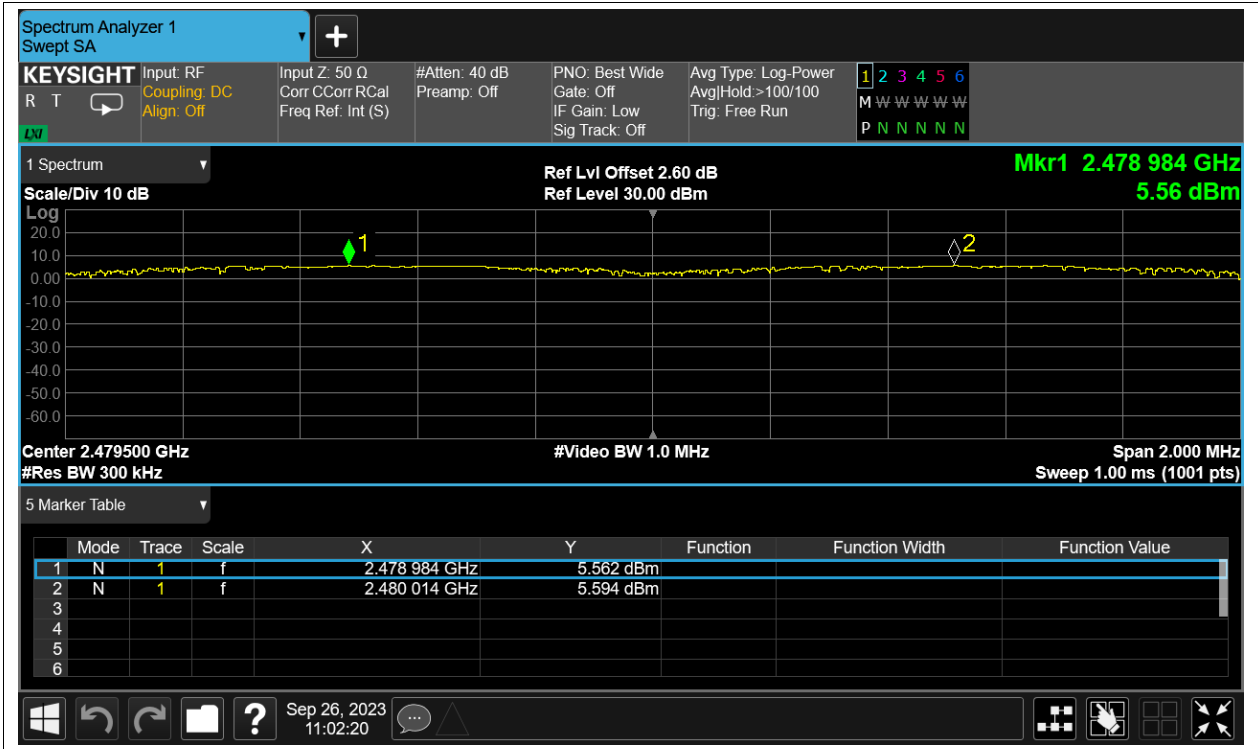 Spectrum Analyzer 1
Swept SA
KEYSIGHT
R T
LXI
Input: RF
Coupling: DC
Align: Off
Input Z: 50 Ω
Corr CCorr RCal
Freq Ref: Int (S)
#Atten: 40 dB
Preamp: Off
PNO: Best Wide
Gate: Off
IF Gain: Low
Sig Track: Off
Avg Type: Log-Power
Avg|Hold:>100/100
Trig: Free Run
1 2 3 4 5 6
M W W W W W
P N N N N N
1 Spectrum
Scale/Div 10 dB
Ref Lvl Offset 2.60 dB
Ref Level 30.00 dBm
Mkr1 2.478 984 GHz
5.56 dBm
Log
20.0
10.0
0.00
-10.0
-20.0
-30.0
-40.0
-50.0
-60.0
1
2
Center 2.479500 GHz
#Res BW 300 kHz
#Video BW 1.0 MHz
Span 2.000 MHz
Sweep 1.00 ms (1001 pts)
5 Marker Table
Mode Trace Scale X Y Function Function Width Function Value
1 N 1 f 2.478 984 GHz 5.562 dBm
2 N 1 f 2.480 014 GHz 5.594 dBm
3
4
5
6
?
Sep 26, 2023
11:02:20